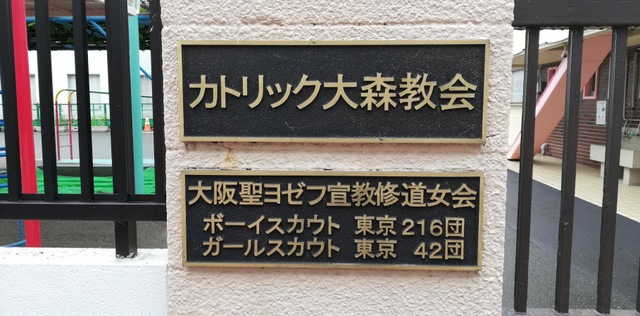 カトリック大森教会
大阪聖ヨゼフ宣教修道女会
ボーイスカウト 東京 216団
ガールスカウト 東京 42団